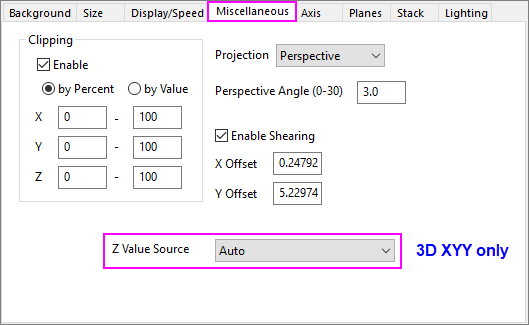 Background Size Display/Speed Miscellaneous Axis Planes Stack Lighting
Clipping
Enable
by Percent by Value
X 0 - 100
Y 0 - 100
Z 0 - 100
Projection Perspective
Perspective Angle (0-30) 3.0
Enable Shearing
X Offset 0.24792
Y Offset 5.22974
Z Value Source Auto 3D XYY only